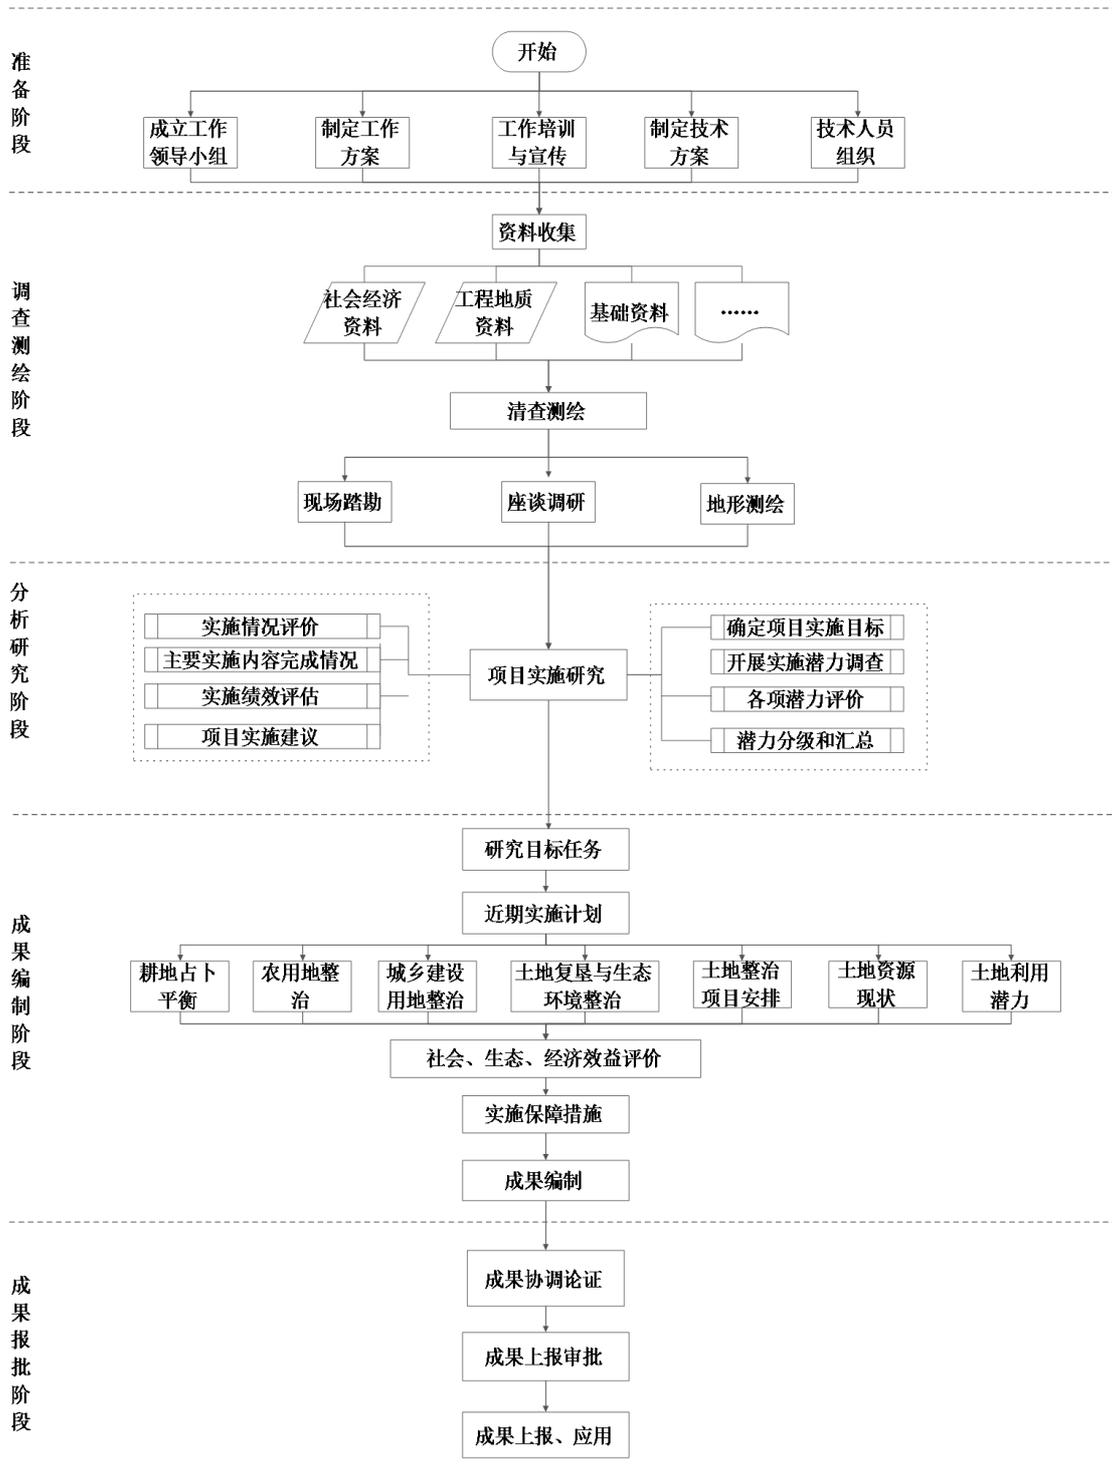 准备阶段
开始
成立工作
领导小组
制定工作
方案
工作培训
与宣传
制定技术
方案
技术人员
组织
调查测绘阶段
资料收集
社会经济
资料
工程地质
资料
基础资料
……
清查测绘
现场踏勘
座谈调研
地形测绘
分析研究阶段
实施情况评价
主要实施内容完成情况
实施绩效评估
项目实施建议
项目实施研究
确定项目实施目标
开展实施潜力调查
各项潜力评价
潜力分级和汇总
成果编制阶段
研究目标任务
近期实施计划
耕地占卜
平衡
农用地整
治
城乡建设
用地整治
土地复垦与生态
环境整治
土地整治
项目安排
土地资源
现状
土地利用
潜力
社会、生态、经济效益评价
实施保障措施
成果编制
成果报批阶段
成果协调论证
成果上报审批
成果上报、应用